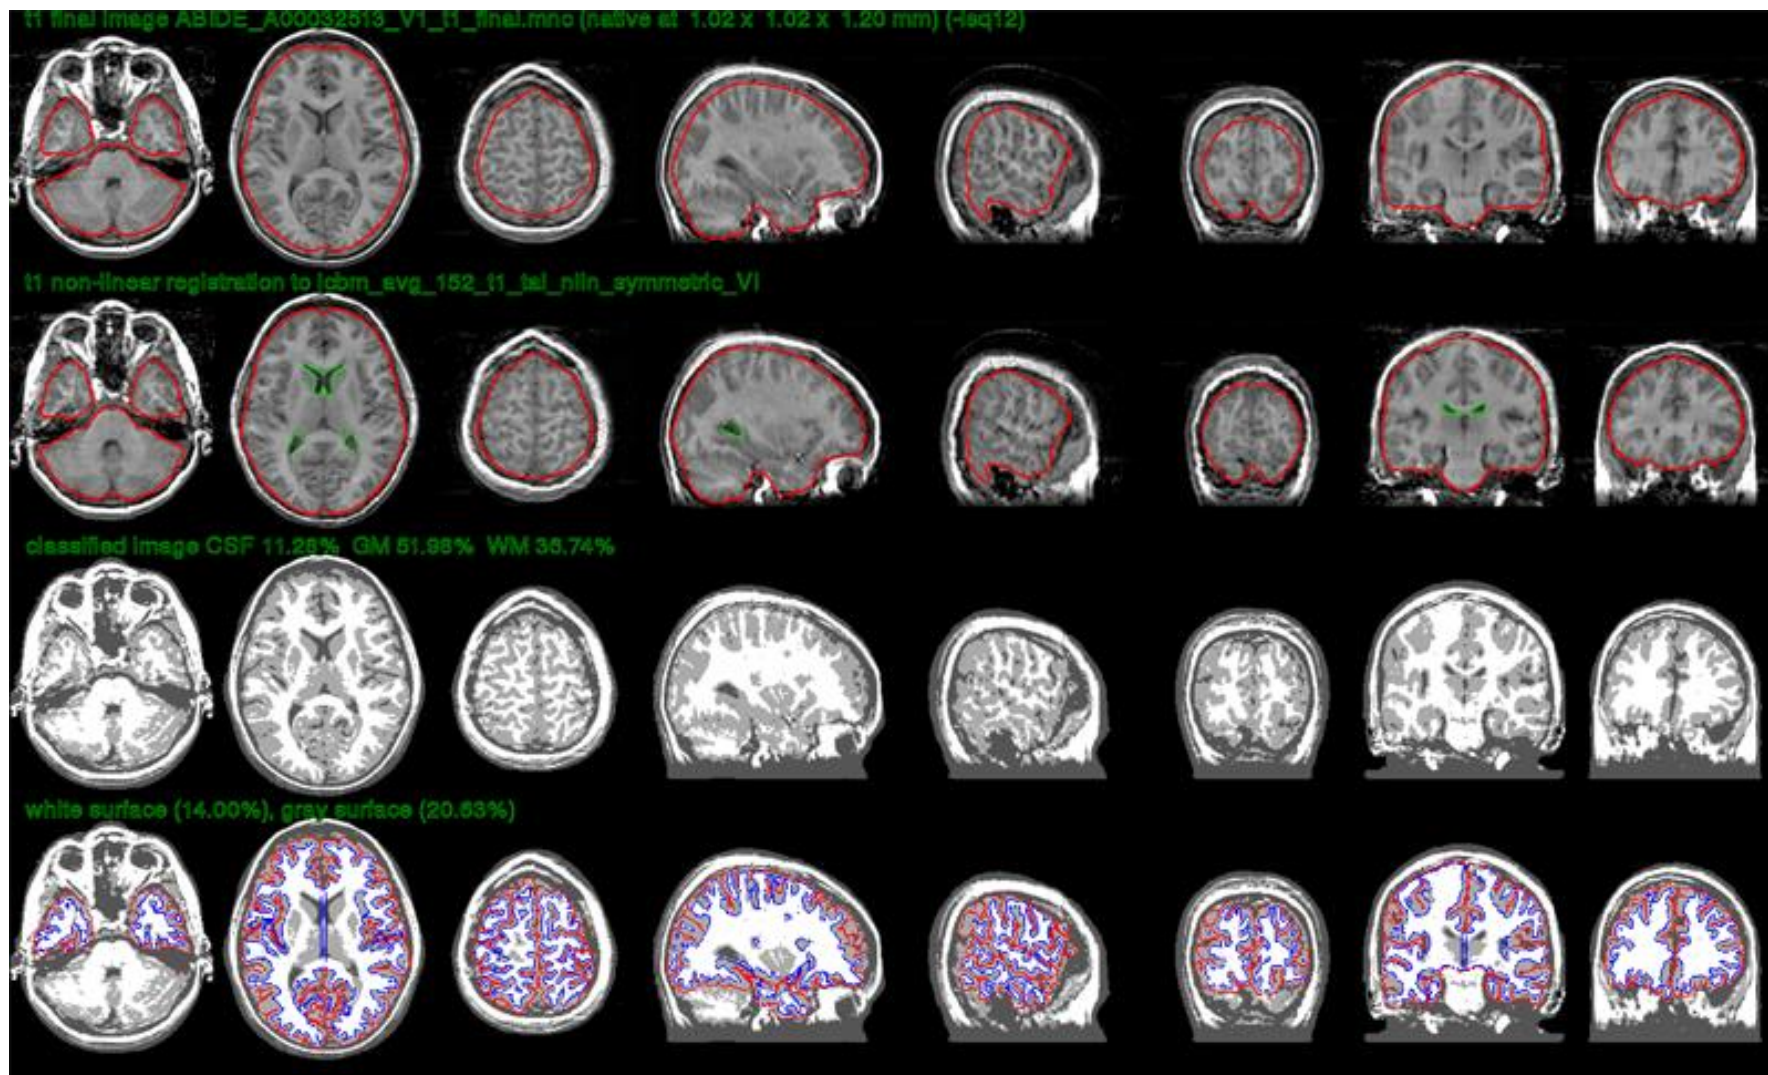 t1 final image ABIDE_A00032513_V1_t1_final.mnc (native at 1.02 x 1.02 x 1.20 mm) (-lsq12)
t1 non-linear registration to icbm_avg_152_t1_tal_nlin_symmetric_VI
classified image CSF 11.28% GM 51.98% WM 36.74%
white surface (14.00%), gray surface (20.53%)